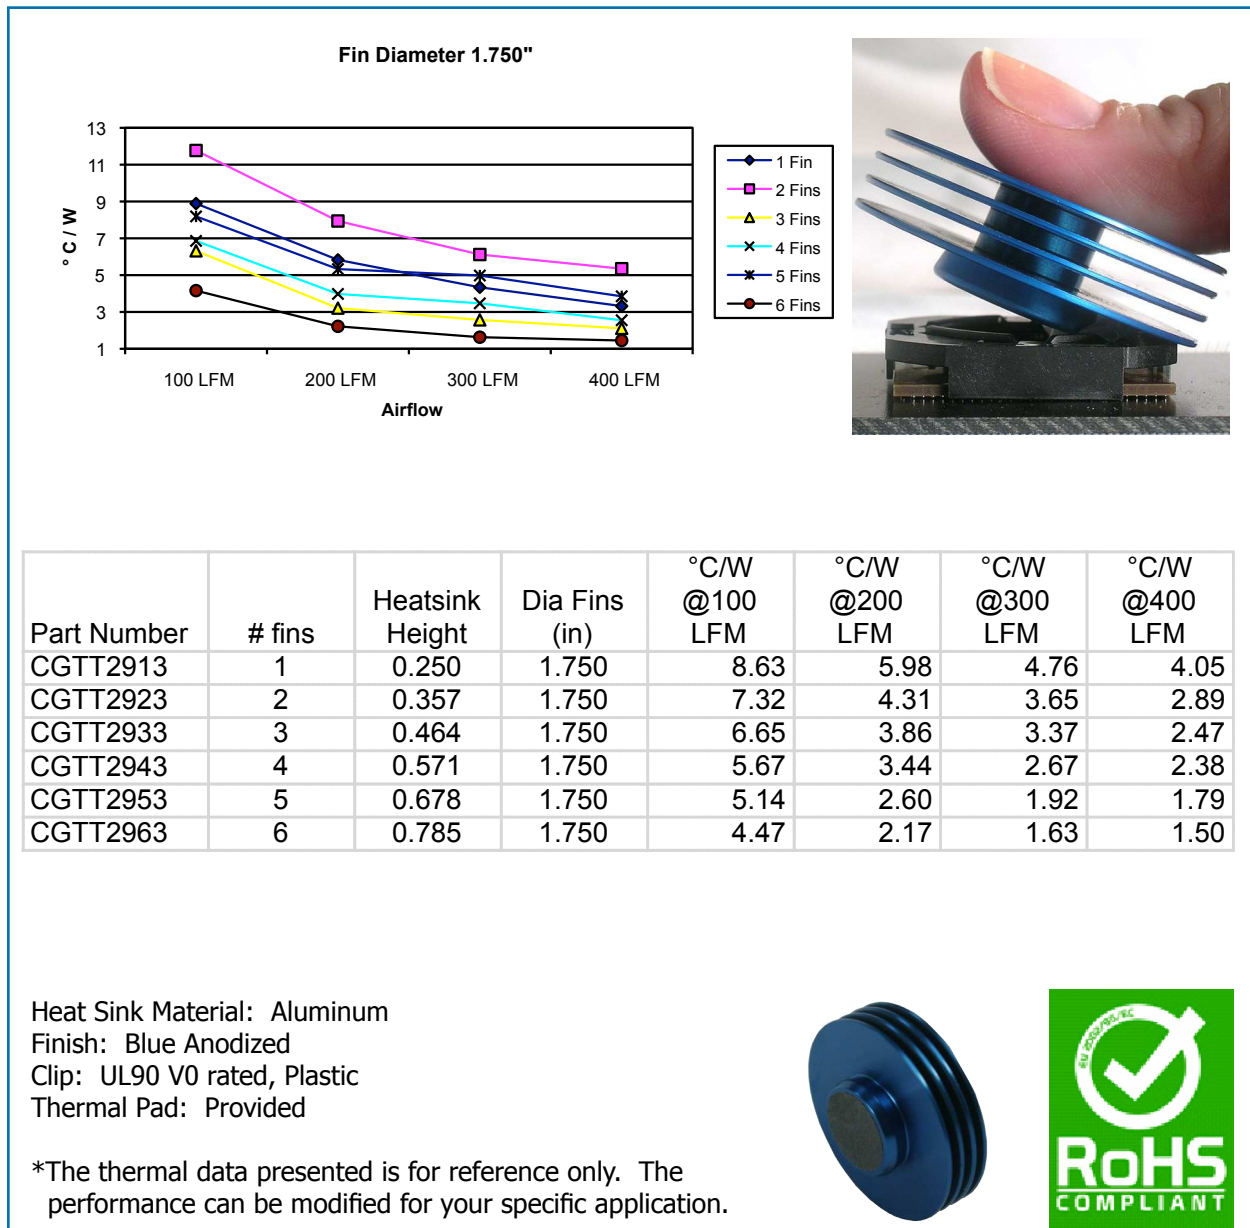 Fin Diameter 1.750"
13
11
9
7
5
3
1
° C / W
100 LFM 200 LFM 300 LFM 400 LFM
Airflow
1 Fin
2 Fins
3 Fins
4 Fins
5 Fins
6 Fins
Part Number # fins Heatsink Height Dia Fins (in) °C/W @100 LFM °C/W @200 LFM °C/W @300 LFM °C/W @400 LFM
CGTT2913 1 0.250 1.750 8.63 5.98 4.76 4.05
CGTT2923 2 0.357 1.750 7.32 4.31 3.65 2.89
CGTT2933 3 0.464 1.750 6.65 3.86 3.37 2.47
CGTT2943 4 0.571 1.750 5.67 3.44 2.67 2.38
CGTT2953 5 0.678 1.750 5.14 2.60 1.92 1.79
CGTT2963 6 0.785 1.750 4.47 2.17 1.63 1.50
Heat Sink Material: Aluminum
Finish: Blue Anodized
Clip: UL90 V0 rated, Plastic
Thermal Pad: Provided
*The thermal data presented is for reference only. The
performance can be modified for your specific application.
EU 2002/95/EC
RoHS
COMPLIANT